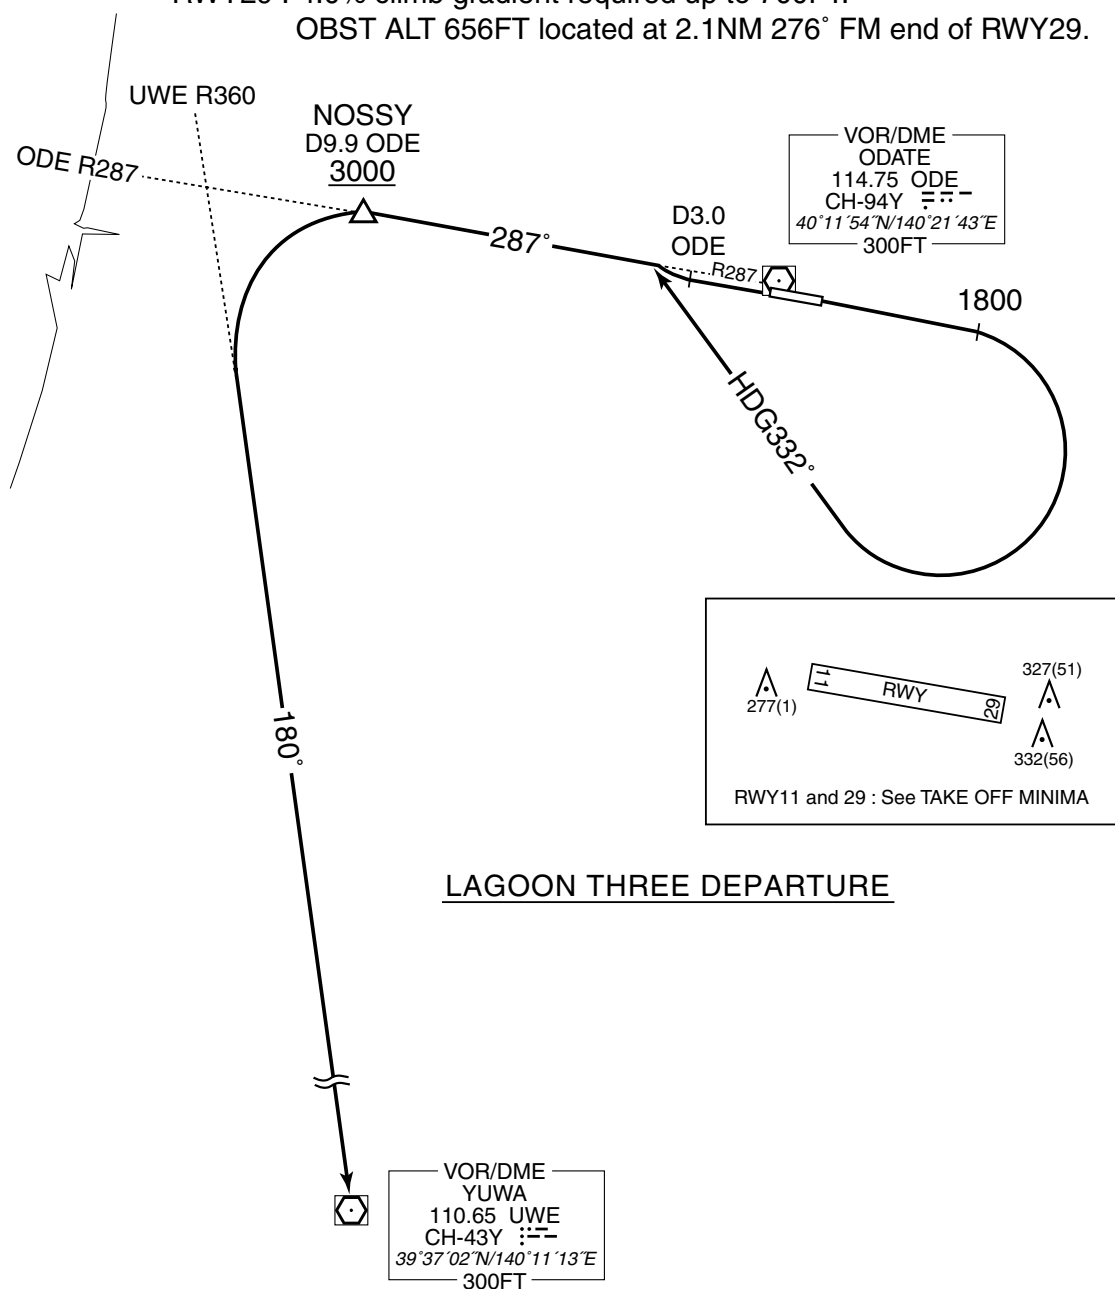 OBST ALT 656FT located at 2.1NM 276° FM end of RWY29.
UWE R360
NOSSY
D9.9 ODE
3000
ODE R287
VOR/DME
ODATE
114.75 ODE
CH-94Y
40°11´54˝N/140°21´43˝E
300FT
D3.0
ODE
287°
R287
1800
HDG332°
180°
277(1)
11
RWY
29
327(51)
332(56)
RWY11 and 29 : See TAKE OFF MINIMA
LAGOON THREE DEPARTURE
VOR/DME
YUWA
110.65 UWE
CH-43Y
39°37´02˝N/140°11´13˝E
300FT